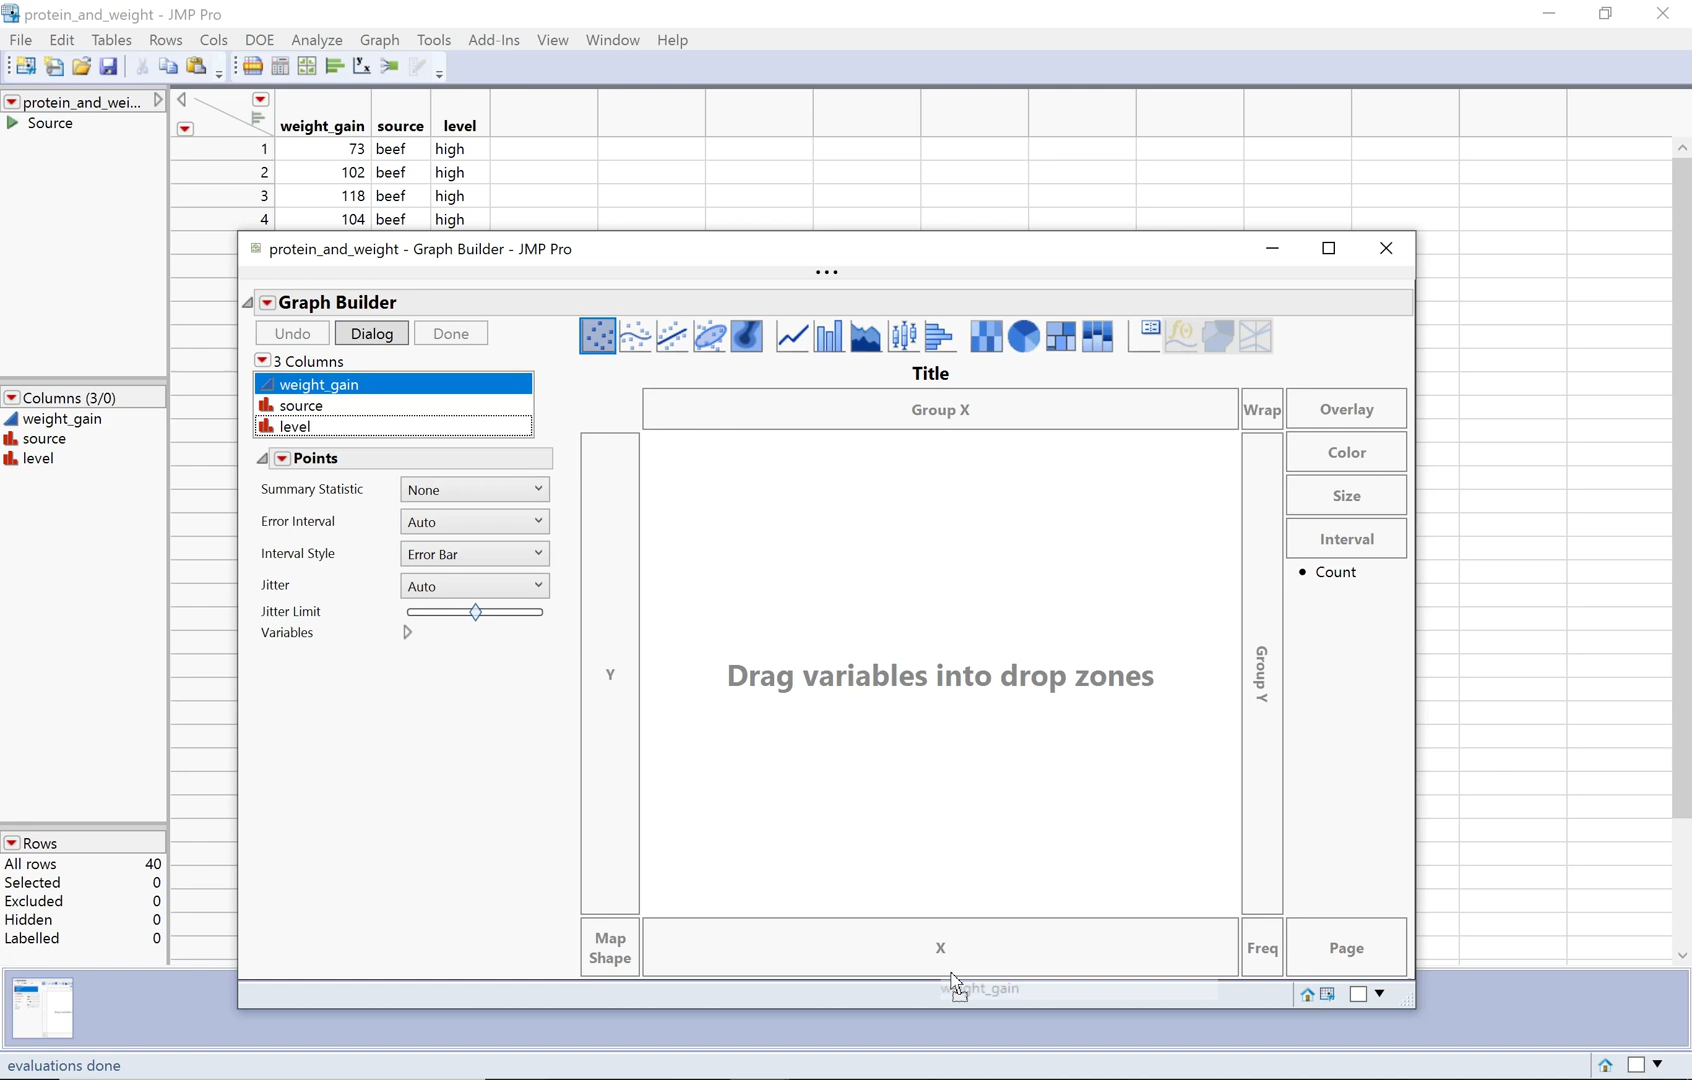 protein_and_weight - JMP Pro
File Edit Tables Rows Cols DOE Analyze Graph Tools Add-Ins View Window Help
protein_and_wei...
Source
weight_gain source level
1 73 beef high
2 102 beef high
3 118 beef high
4 104 beef high
protein_and_weight - Graph Builder - JMP Pro
Graph Builder
Undo Dialog Done
3 Columns
weight_gain
source
level
Points
Summary Statistic None
Error Interval Auto
Interval Style Error Bar
Jitter Auto
Jitter Limit
Variables
Title
Group X
Wrap
Overlay
Color
Size
Interval
• Count
Y
Drag variables into drop zones
Group Y
Map
Shape
X
Freq
Page
weight_gain
Columns (3/0)
weight_gain
source
level
Rows
All rows 40
Selected 0
Excluded 0
Hidden 0
Labelled 0
evaluations done